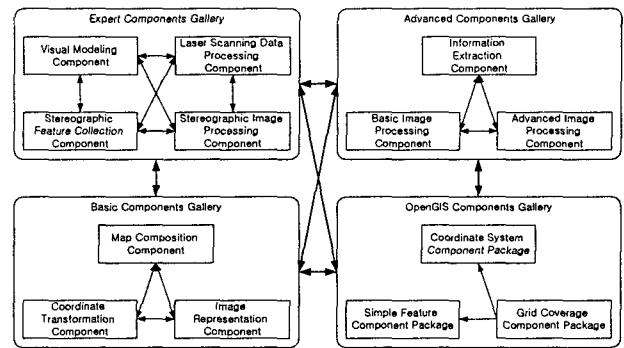 Expert Components Gallery
Visual Modeling
Component
Laser Scanning Data
Processing
Component
Stereographic
Feature Collection
Component
Stereographic Image
Processing
Component
Advanced Components Gallery
Information
Extraction
Component
Basic Image
Processing
Component
Advanced Image
Processing
Component
Basic Components Gallery
Map Composition
Component
Coordinate
Transformation
Component
Image
Representation
Component
OpenGIS Components Gallery
Coordinate System
Component Package
Simple Feature
Component Package
Grid Coverage
Component Package